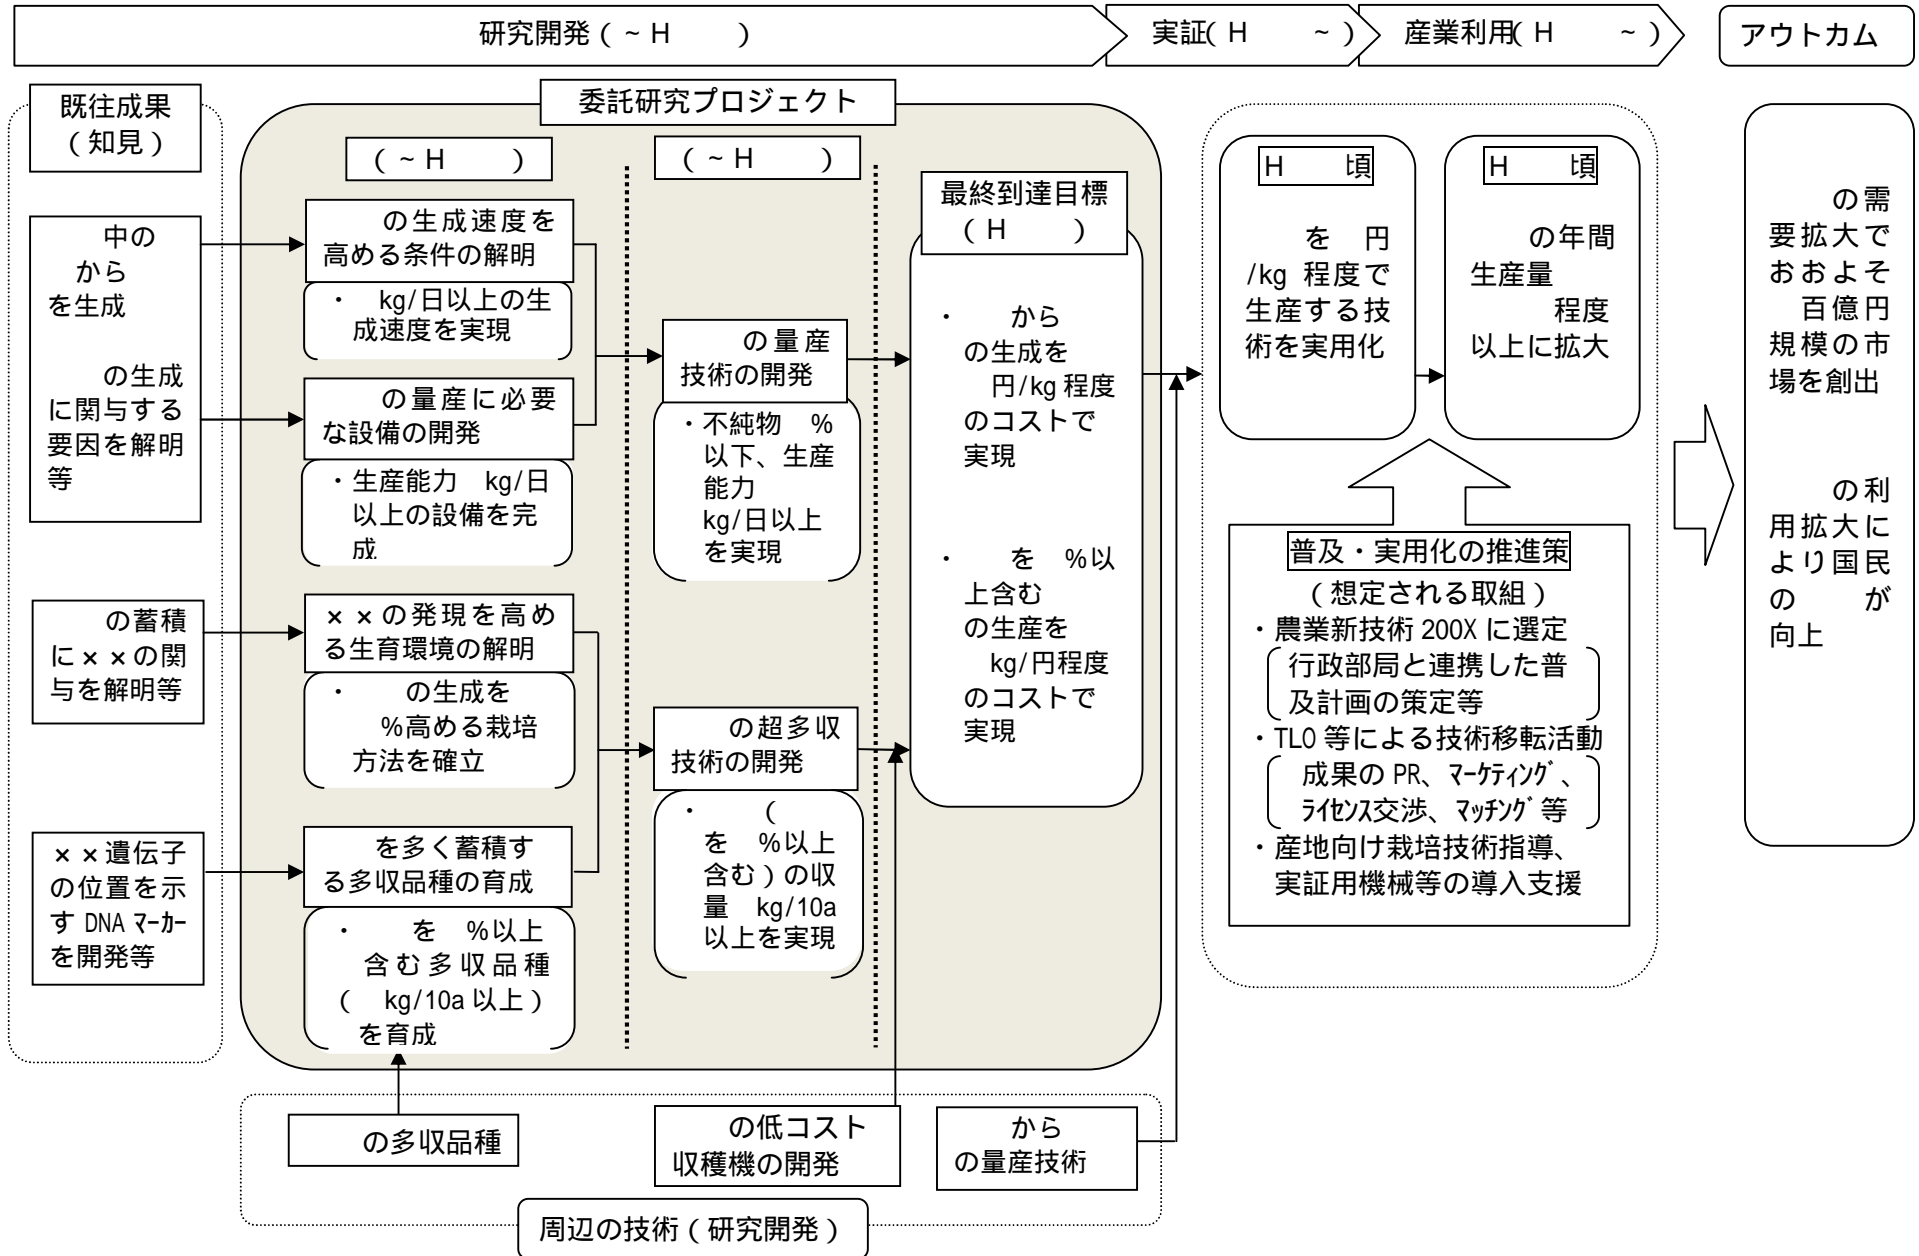 研究開発（～H　　）
実証（H　　～）
産業利用（H　　～）
アウトカム
既往成果
（知見）
　　中の
　から
を生成
　　の生成
に関与する
要因を解明
等
　　の蓄積
に××の関
与を解明等
××遺伝子
の位置を示
す DNA ﾏｰｶｰ
を開発等
委託研究プロジェクト
（～H　　）
　　の生成速度を
高める条件の解明
・　kg/日以上の生
成速度を実現
　　の量産に必要
な設備の開発
・生産能力　kg/日
以上の設備を完
成
××の発現を高め
る生育環境の解明
・　　の生成を
　%高める栽培
方法を確立
　　を多く蓄積す
る多収品種の育成
・　　を　%以上
含む多収品種
（　kg/10a 以上）
を育成
（～H　　）
　　の量産
技術の開発
・不純物　%
以下、生産
能力
kg/日以上
を実現
　　の超多収
技術の開発
・　　（
を　%以上
含む）の収
量　kg/10a
以上を実現
最終到達目標
（H　　）
・　　から
の生成を
　円/kg 程度
のコストで
実現
・　　を　%以
上含む
の生産を
　kg/円程度
のコストで
実現
H　　頃
　　を　円
/kg 程度で
生産する技
術を実用化
H　　頃
　　の年間
生産量
　　程度
以上に拡大
普及・実用化の推進策
（想定される取組）
・農業新技術 200X に選定
行政部局と連携した普
及計画の策定等
・TLO 等による技術移転活動
成果の PR、ﾏｰｹﾃｨﾝｸﾞ、
ﾗｲｾﾝｽ交渉、ﾏｯﾁﾝｸﾞ等
・産地向け栽培技術指導、
実証用機械等の導入支援
　　の需
要拡大で
おおよそ
　百億円
規模の市
場を創出
　　の利
用拡大に
より国民
の　　が
向上
　　の多収品種
　　の低コスト
収穫機の開発
　　から
の量産技術
周辺の技術（研究開発）